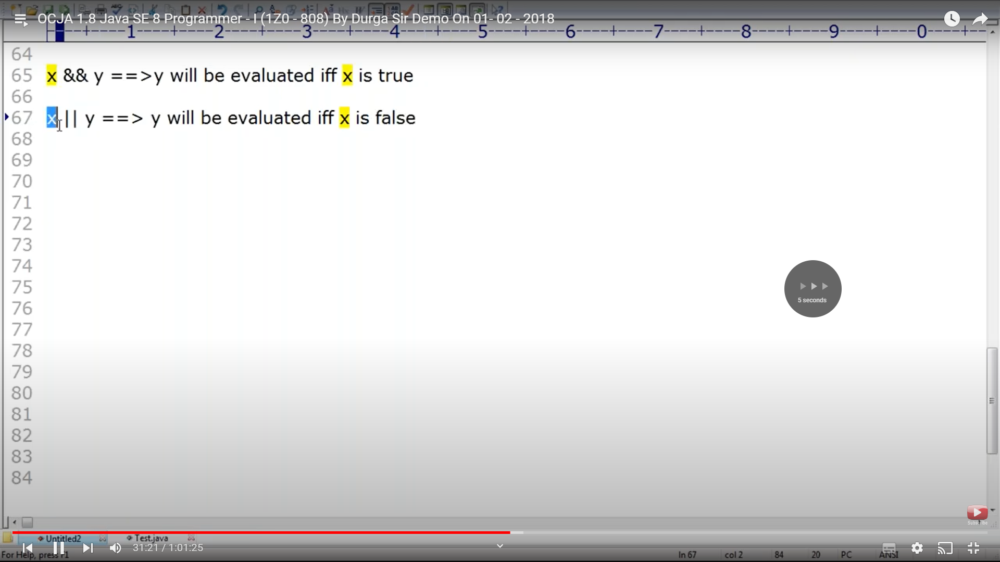 OCJA 1.8 Java SE 8 Programmer - I (1Z0 - 808) By Durga Sir Demo On 01- 02 - 2018
----+----1----+----2----+----3----+----4----+----5----+----6----+----7----+----8----+----9----+----0----+--
64
65 x && y ==>y will be evaluated iff x is true
66
67 x || y ==> y will be evaluated iff x is false
68
69
70
71
72
73
74
5 seconds
75
76
77
78
79
80
81
82
83
84
Subscribe
Untitled2 Test.java
31:21 / 1:01:25
For Help, press F1 ln 67 col 2 84 20 PC ANSI